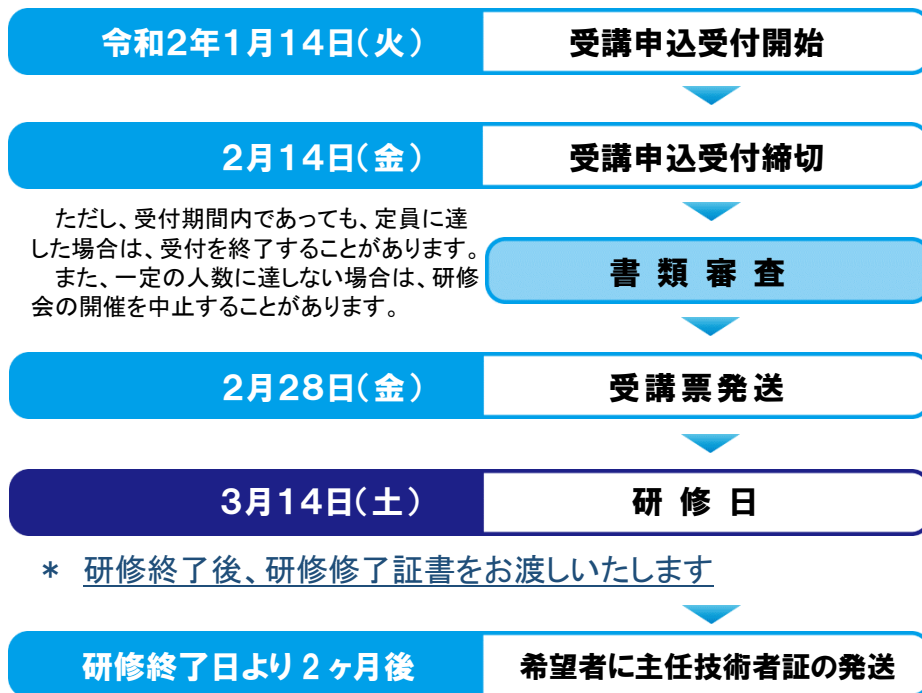 令和2年1月14日(火) 受講申込受付開始
2月14日(金) 受講申込受付締切
ただし、受付期間内であっても、定員に達
した場合は、受付を終了することがあります。
また、一定の人数に達しない場合は、研修
会の開催を中止することがあります。
書類審査
2月28日(金) 受講票発送
3月14日(土) 研修日
* 研修終了後、研修修了証書をお渡しいたします
研修終了日より2ヶ月後 希望者に主任技術者証の発送